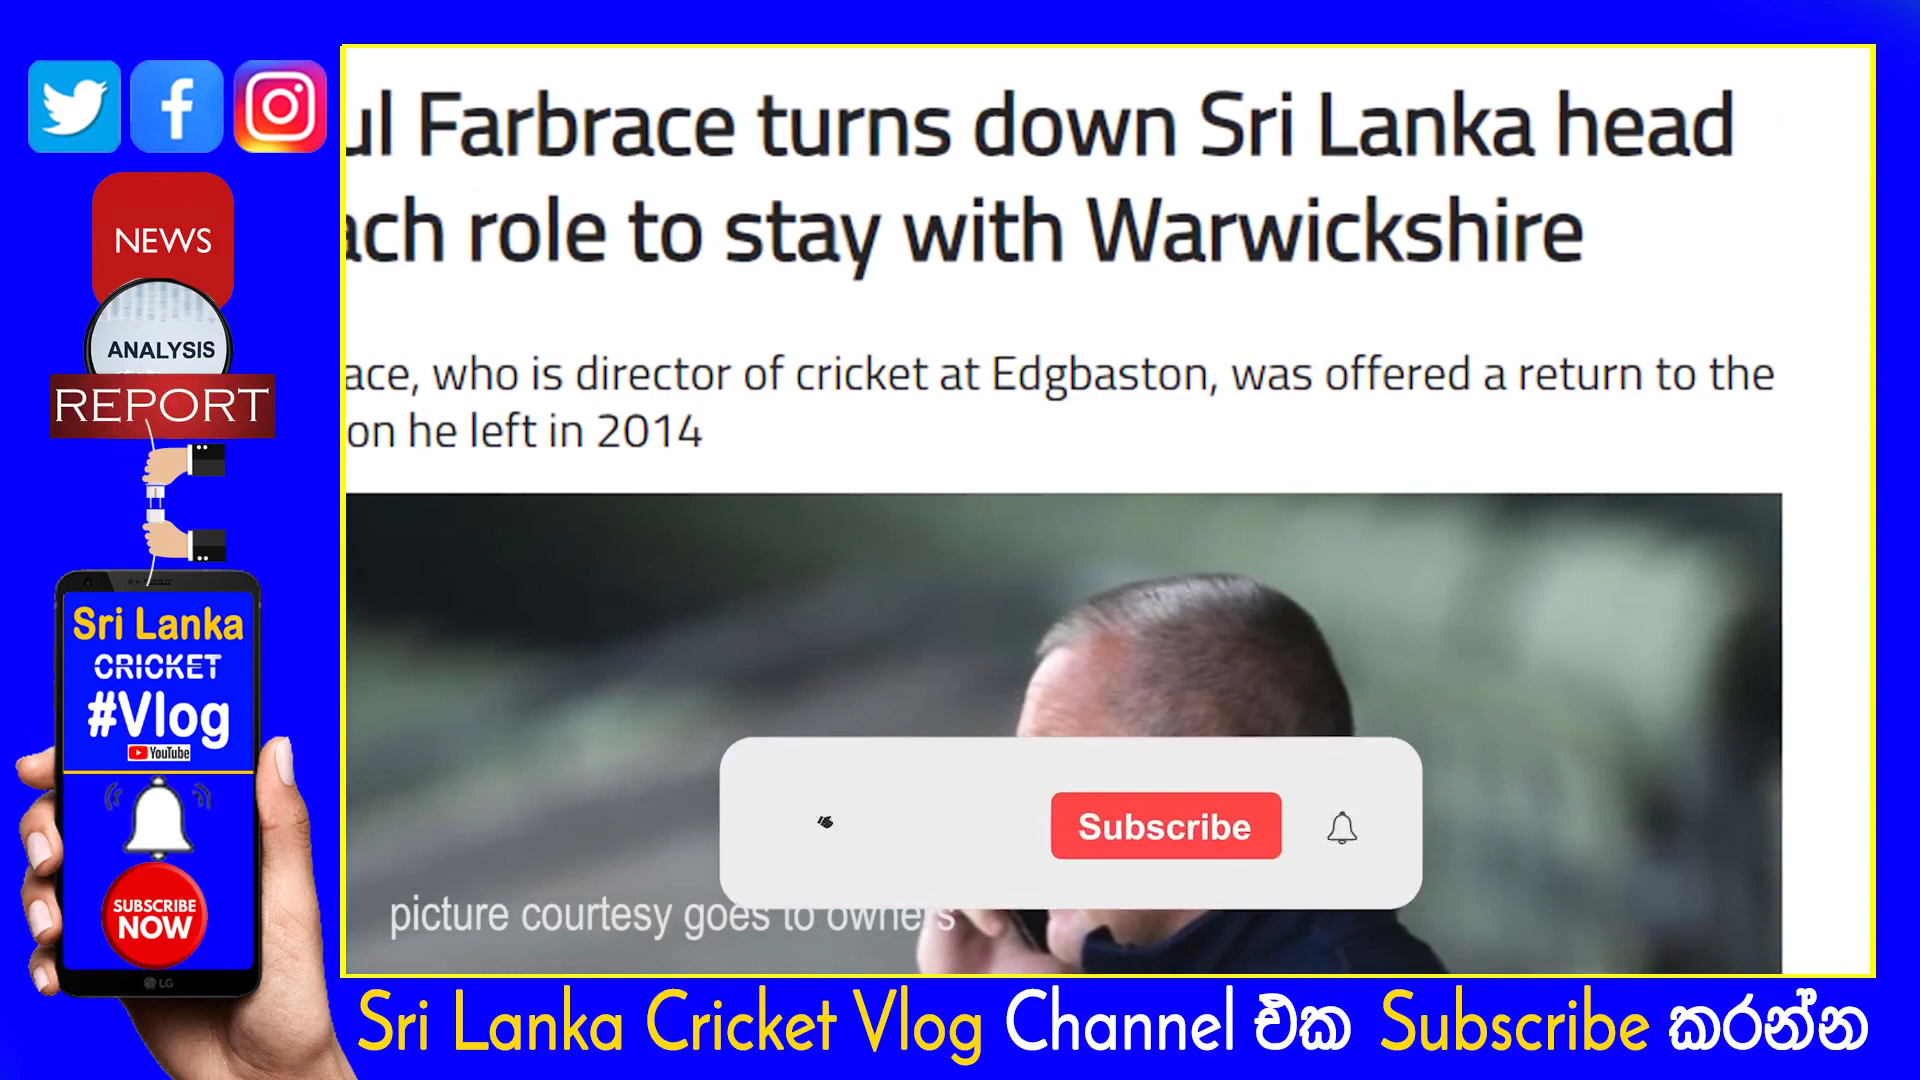 ul Farbrace turns down Sri Lanka head
ach role to stay with Warwickshire
ace, who is director of cricket at Edgbaston, was offered a return to the
on he left in 2014
NEWS
ANALYSIS
REPORT
Sri Lanka
CRICKET
#Vlog
YouTube
SUBSCRIBE
NOW
LG
Subscribe
picture courtesy goes to owners
Sri Lanka Cricket Vlog Channel එක Subscribe කරන්න